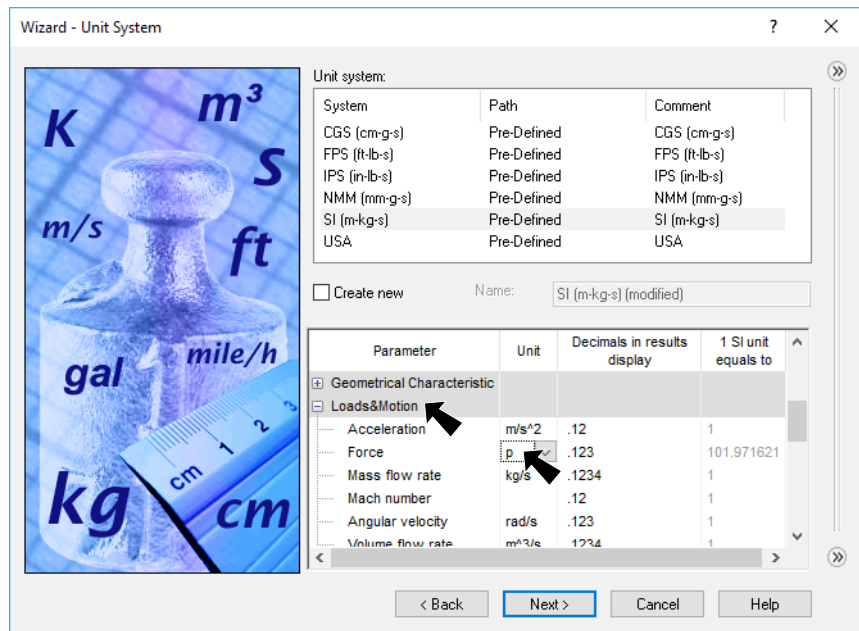 Wizard - Unit System
?
K
m³
s
m/s
ft
gal
mile/h
kg
cm 1 2 3
cm
Unit system:
System Path Comment
CGS (cm-g-s) Pre-Defined CGS (cm-g-s)
FPS (ft-lb-s) Pre-Defined FPS (ft-lb-s)
IPS (in-lb-s) Pre-Defined IPS (in-lb-s)
NMM (mm-g-s) Pre-Defined NMM (mm-g-s)
SI (m-kg-s) Pre-Defined SI (m-kg-s)
USA Pre-Defined USA
Create new Name: SI (m-kg-s) (modified)
Parameter Unit Decimals in results display 1 SI unit equals to
Geometrical Characteristic
Loads&Motion
Acceleration m/s^2 .12 1
Force p .123 101.971621
Mass flow rate kg/s .1234 1
Mach number .12 1
Angular velocity rad/s .123 1
Volume flow rate m^3/s .1234 1
< Back Next > Cancel Help